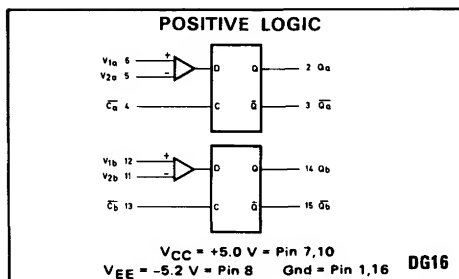 POSITIVE LOGIC
V1a 6 + D Q 2 Qa
V2a 5 −
C̅a̅ 4 C Q̅ 3 Q̅a̅
V1b 12 + D Q 14 Qb
V2b 11 −
C̅b̅ 13 C Q̅ 15 Q̅b̅
VCC = +5.0 V = Pin 7,10
VEE = −5.2 V = Pin 8 Gnd = Pin 1,16 DG16